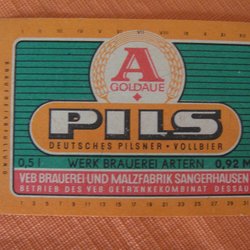 A
GOLDAUE
PILS
DEUTSCHES PILSNER • VOLLBIER
0,5 l WERK BRAUEREI ARTERN 0,92 M
VEB BRAUEREI UND MALZFABRIK SANGERHAUSEN
BETRIEB DES VEB GETRÄNKEKOMBINAT DESSAU